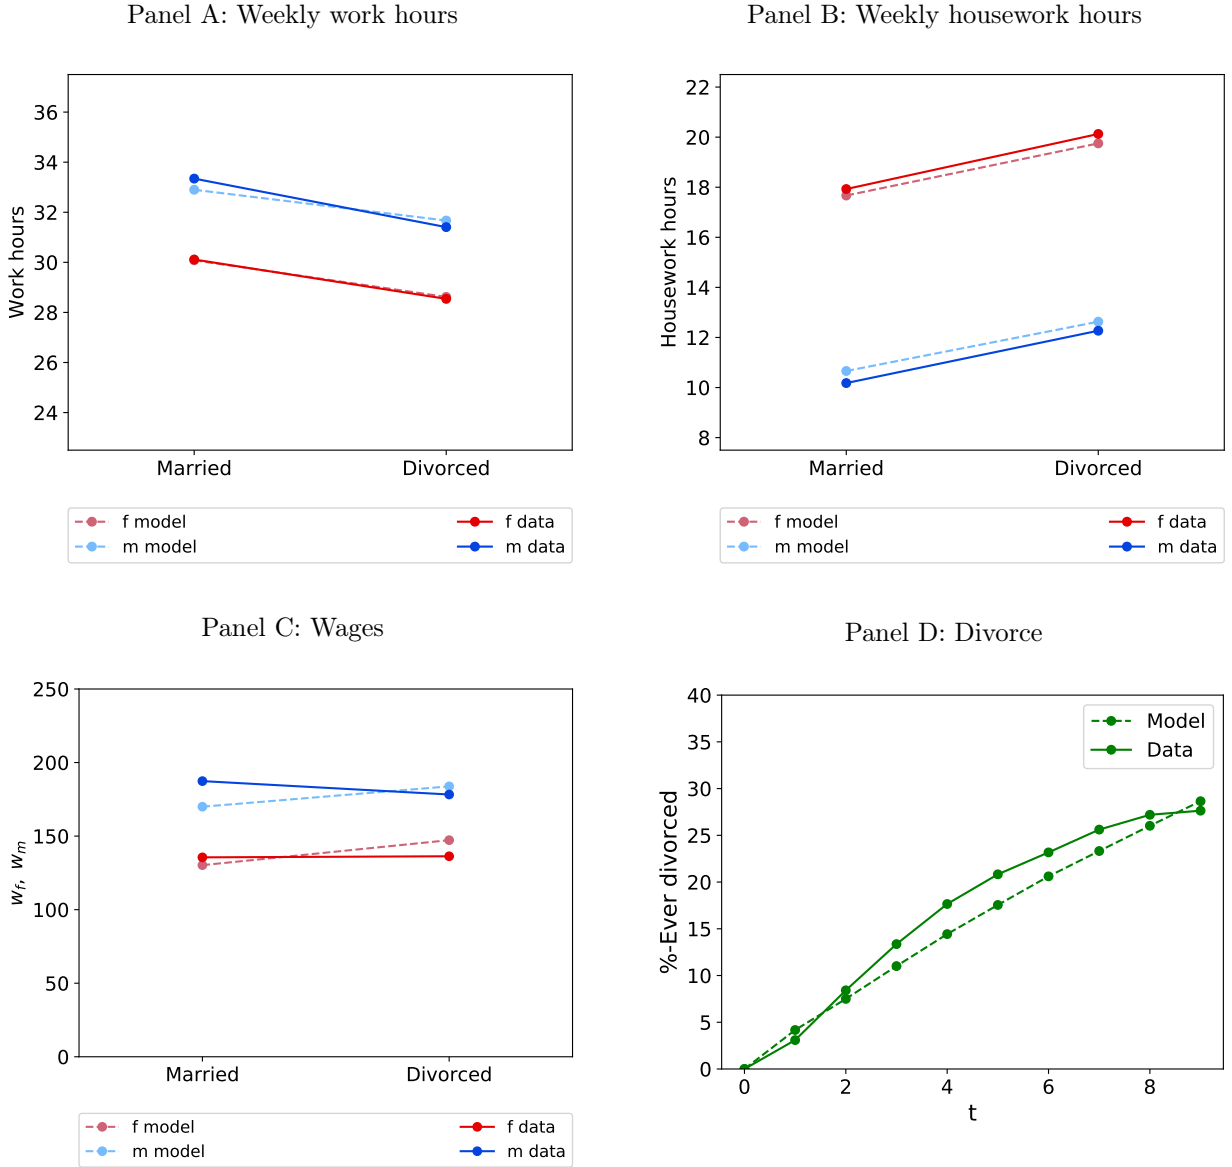 Panel A: Weekly work hours
Work hours
36
34
32
30
28
26
24
Married Divorced
f model f data
m model m data
Panel B: Weekly housework hours
Housework hours
22
20
18
16
14
12
10
8
Married Divorced
f model f data
m model m data
Panel C: Wages
w_f, w_m
250
200
150
100
50
0
Married Divorced
f model f data
m model m data
Panel D: Divorce
%-Ever divorced
40
35
30
25
20
15
10
5
0
Model
Data
0 2 4 6 8
t